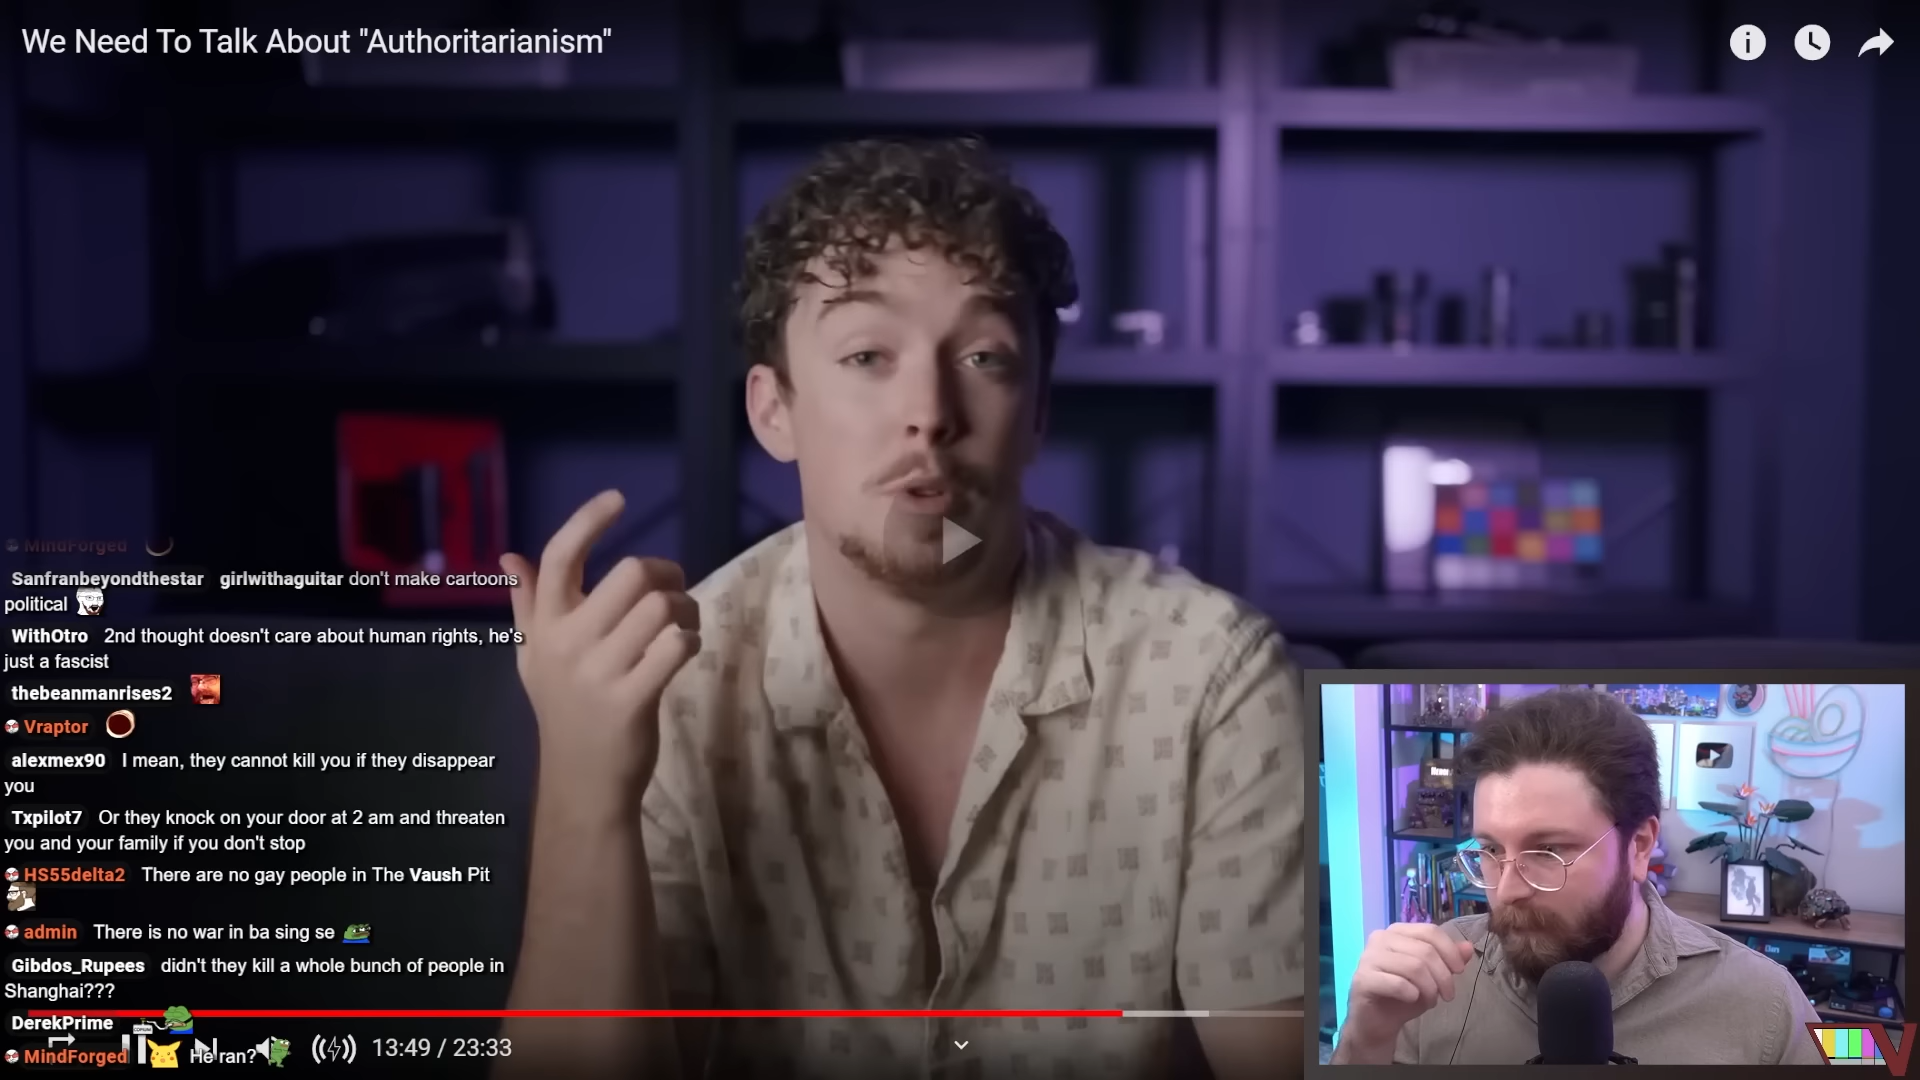 We Need To Talk About "Authoritarianism"
MindForged
Sanfranbeyondthestar girlwithaguitar don't make cartoons
political
WithOtro 2nd thought doesn't care about human rights, he's
just a fascist
thebeanmanrises2
Vraptor
alexmex90 I mean, they cannot kill you if they disappear
you
Txpilot7 Or they knock on your door at 2 am and threaten
you and your family if you don't stop
HS55delta2 There are no gay people in The Vaush Pit
admin There is no war in ba sing se
Gibdos_Rupees didn't they kill a whole bunch of people in
Shanghai???
DerekPrime
MindForged He ran?
13:49 / 23:33